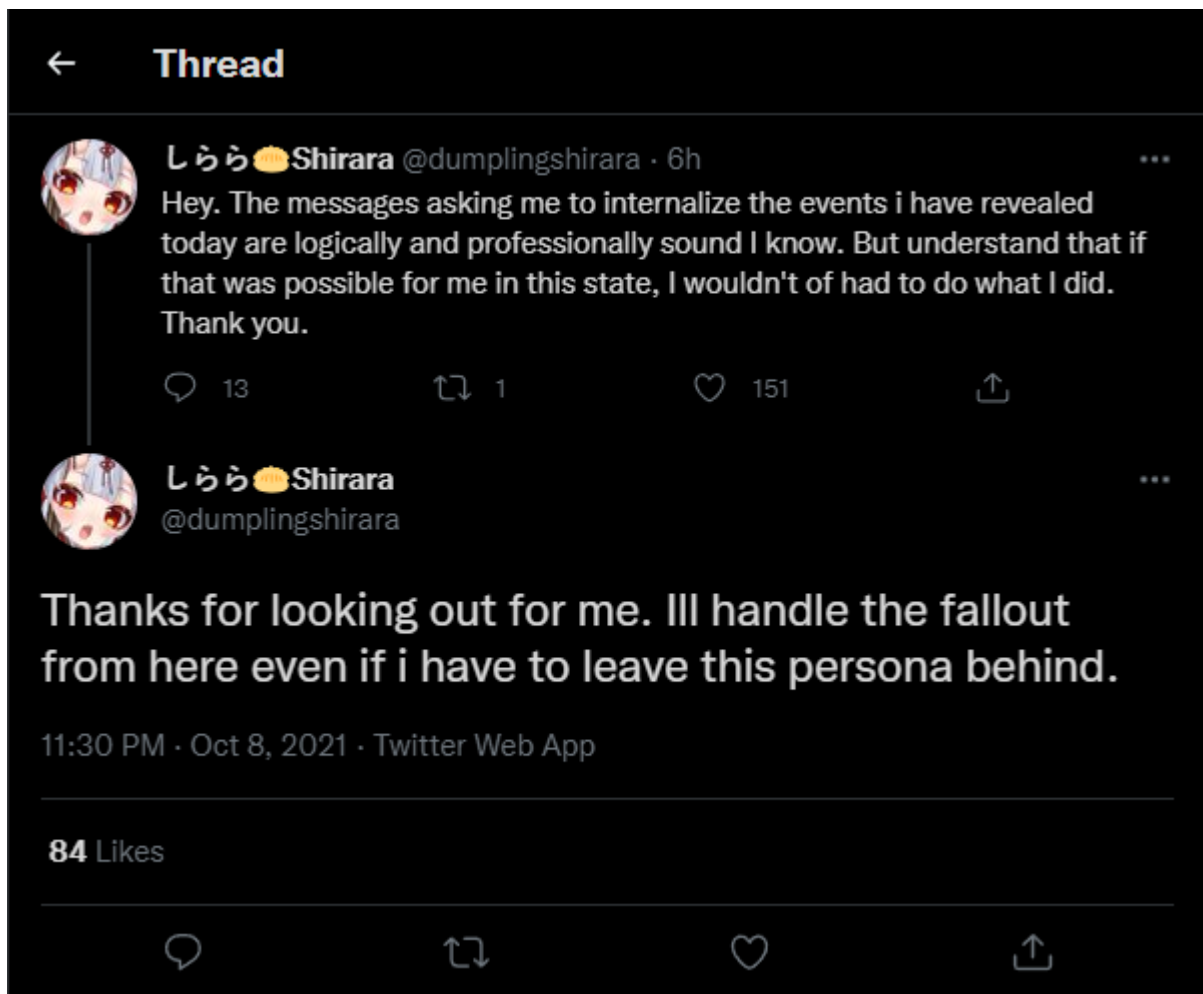 Thread
しらら🥟Shirara @dumplingshirara · 6h
Hey. The messages asking me to internalize the events i have revealed
today are logically and professionally sound I know. But understand that if
that was possible for me in this state, I wouldn't of had to do what I did.
Thank you.
13 1 151
しらら🥟Shirara
@dumplingshirara
Thanks for looking out for me. Ill handle the fallout
from here even if i have to leave this persona behind.
11:30 PM · Oct 8, 2021 · Twitter Web App
84 Likes